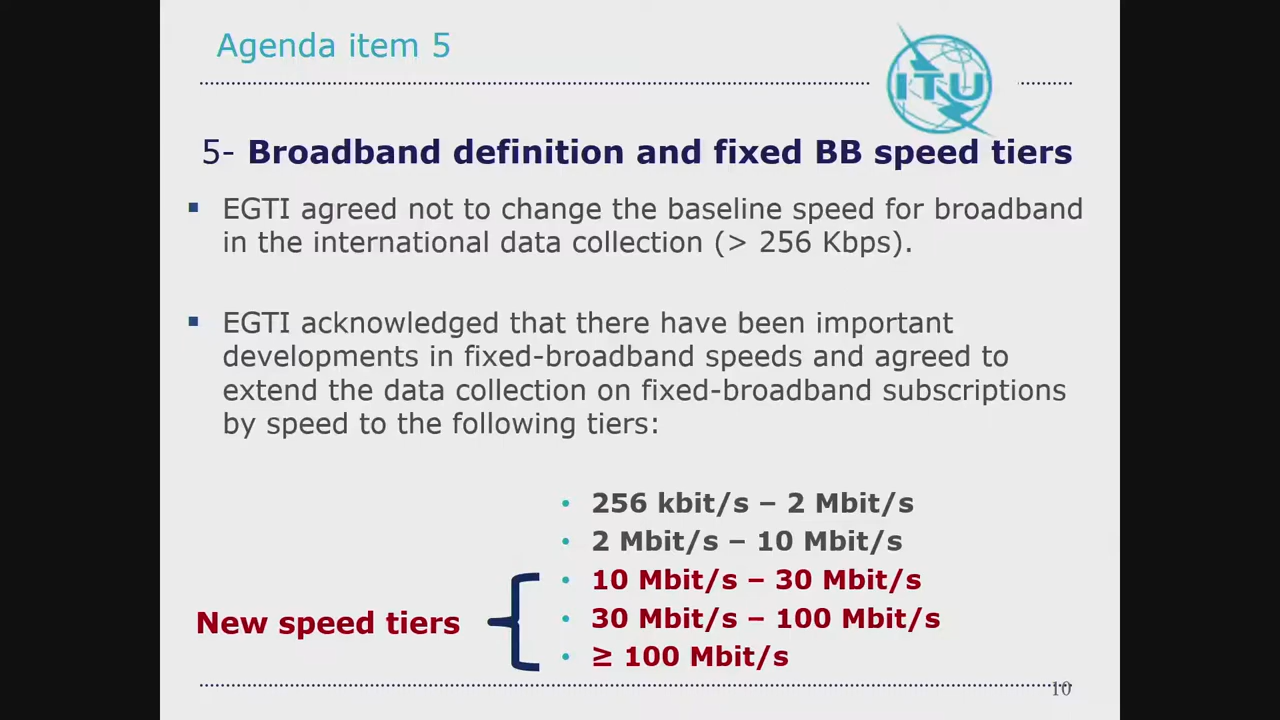 Agenda item 5
ITU
5- Broadband definition and fixed BB speed tiers
▪ EGTI agreed not to change the baseline speed for broadband
in the international data collection (> 256 Kbps).
▪ EGTI acknowledged that there have been important
developments in fixed-broadband speeds and agreed to
extend the data collection on fixed-broadband subscriptions
by speed to the following tiers:
• 256 kbit/s – 2 Mbit/s
• 2 Mbit/s – 10 Mbit/s
• 10 Mbit/s – 30 Mbit/s
• 30 Mbit/s – 100 Mbit/s
New speed tiers
• ≥ 100 Mbit/s
10